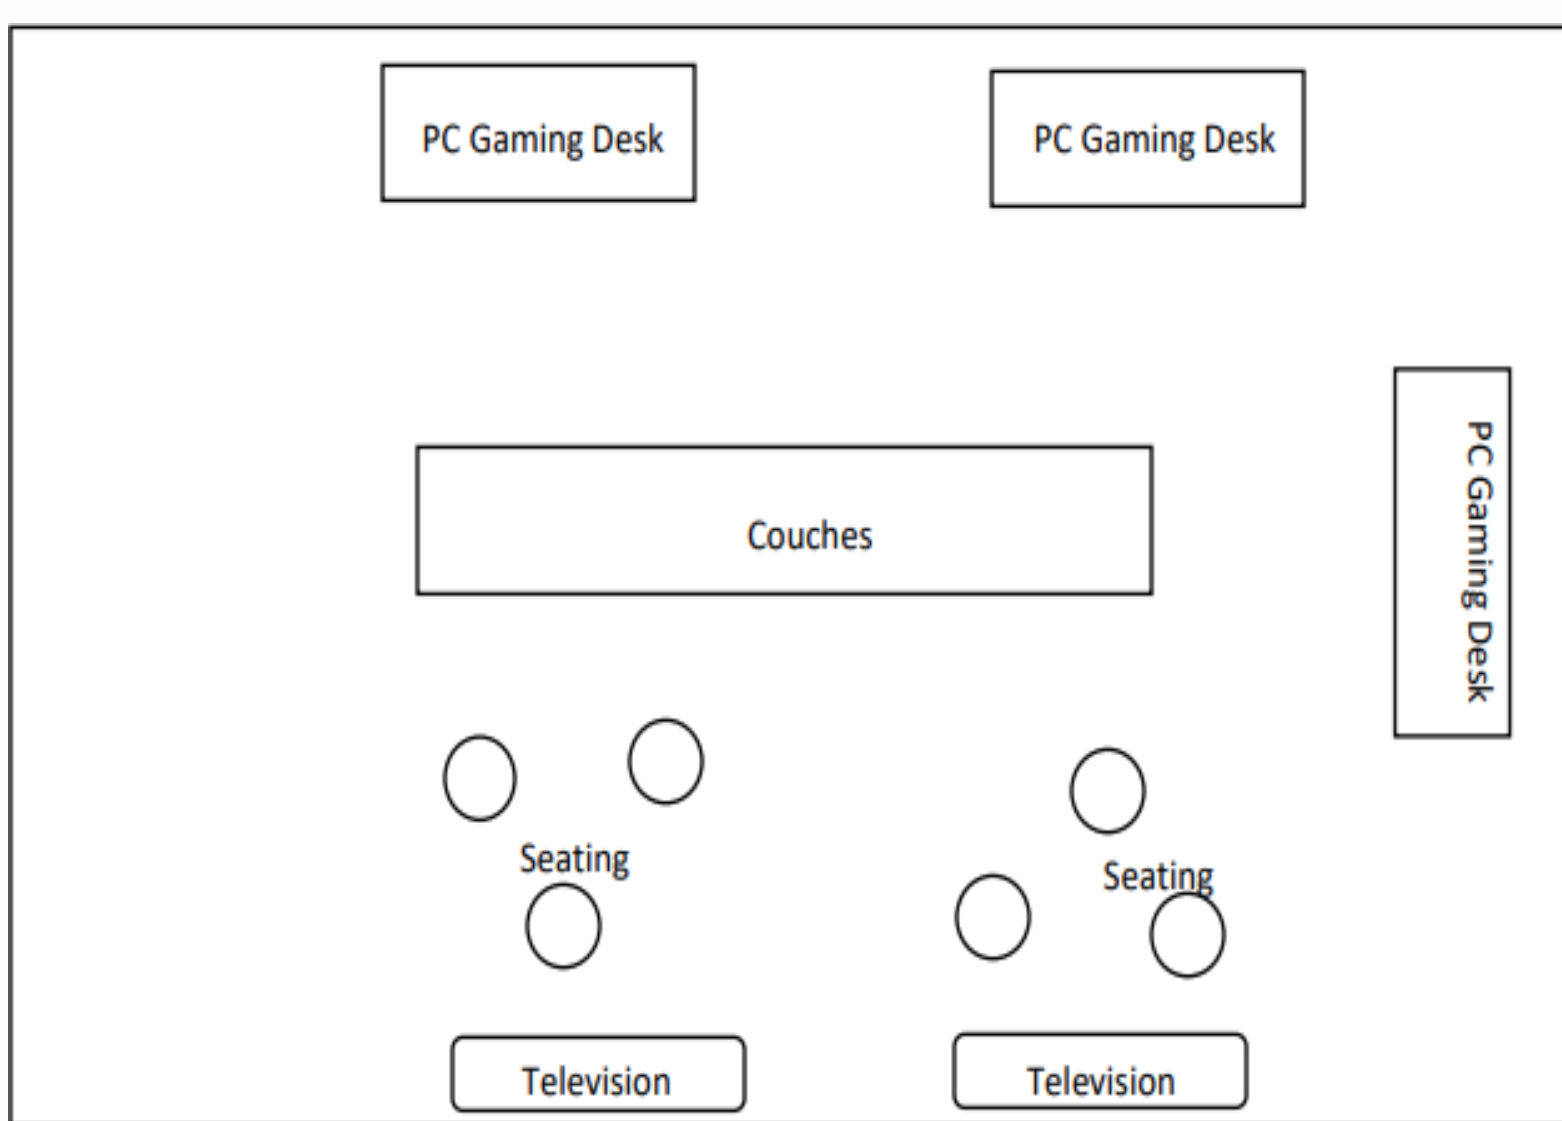 PC Gaming Desk
PC Gaming Desk
Couches
PC Gaming Desk
Seating
Seating
Television
Television